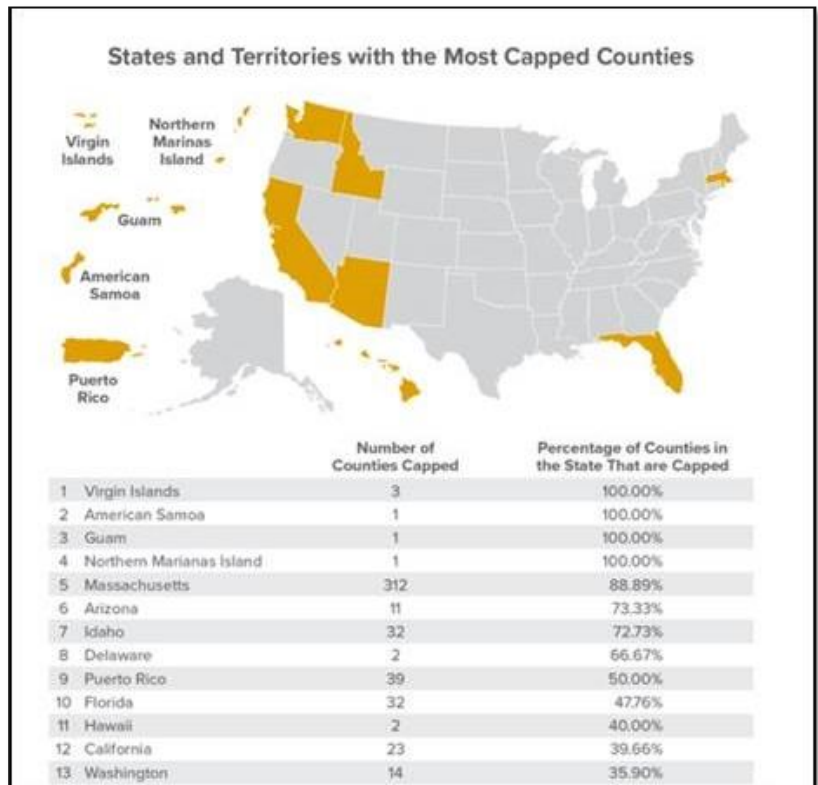 States and Territories with the Most Capped Counties
Virgin
Islands
Northern
Marinas
Island
Guam
American
Samoa
Puerto
Rico
Number of
Counties Capped
Percentage of Counties in
the State That are Capped
1 Virgin Islands 3 100.00%
2 American Samoa 1 100.00%
3 Guam 1 100.00%
4 Northern Marianas Island 1 100.00%
5 Massachusetts 312 88.89%
6 Arizona 11 73.33%
7 Idaho 32 72.73%
8 Delaware 2 66.67%
9 Puerto Rico 39 50.00%
10 Florida 32 47.76%
11 Hawaii 2 40.00%
12 California 23 39.66%
13 Washington 14 35.90%